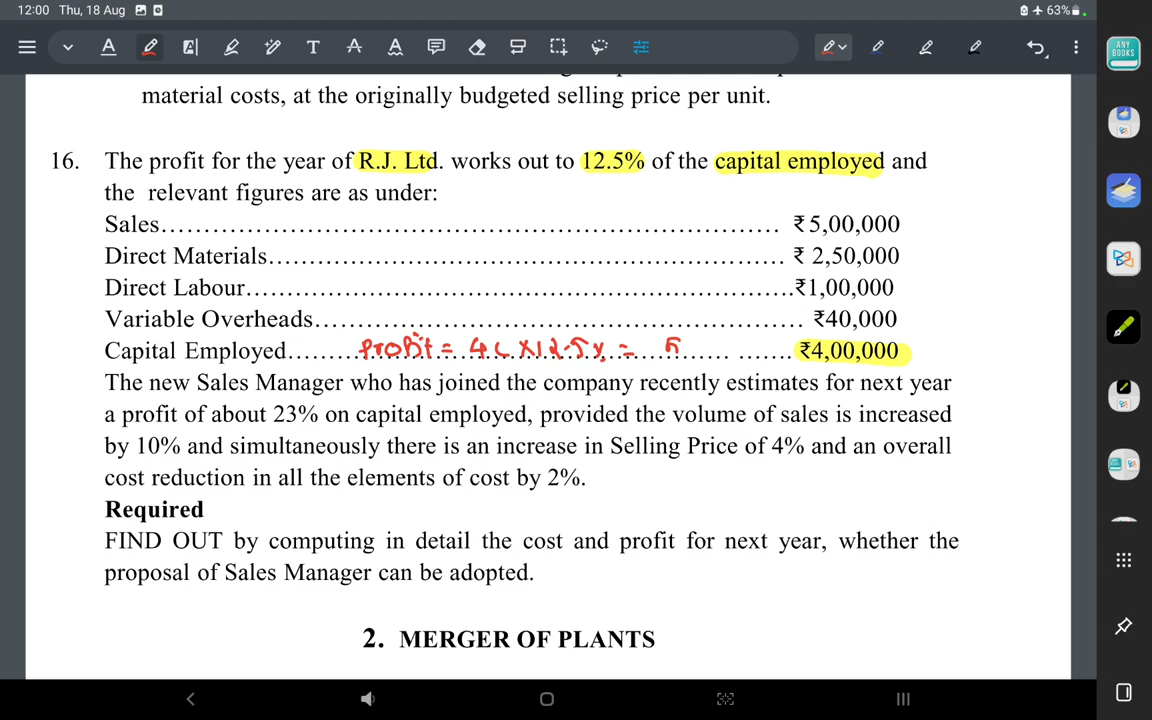 12:00 Thu, 18 Aug
63%
ANY BOOKS
material costs, at the originally budgeted selling price per unit.
16. The profit for the year of R.J. Ltd. works out to 12.5% of the capital employed and
the relevant figures are as under:
Sales………………………………………………………………… ₹ 5,00,000
Direct Materials……………………………………………………… ₹ 2,50,000
Direct Labour…………………………………………………………₹1,00,000
Variable Overheads………………………………………………… ₹40,000
Capital Employed…… Profit = 4L X12.5% = 5 …… …….₹4,00,000
The new Sales Manager who has joined the company recently estimates for next year
a profit of about 23% on capital employed, provided the volume of sales is increased
by 10% and simultaneously there is an increase in Selling Price of 4% and an overall
cost reduction in all the elements of cost by 2%.
Required
FIND OUT by computing in detail the cost and profit for next year, whether the
proposal of Sales Manager can be adopted.
2. MERGER OF PLANTS